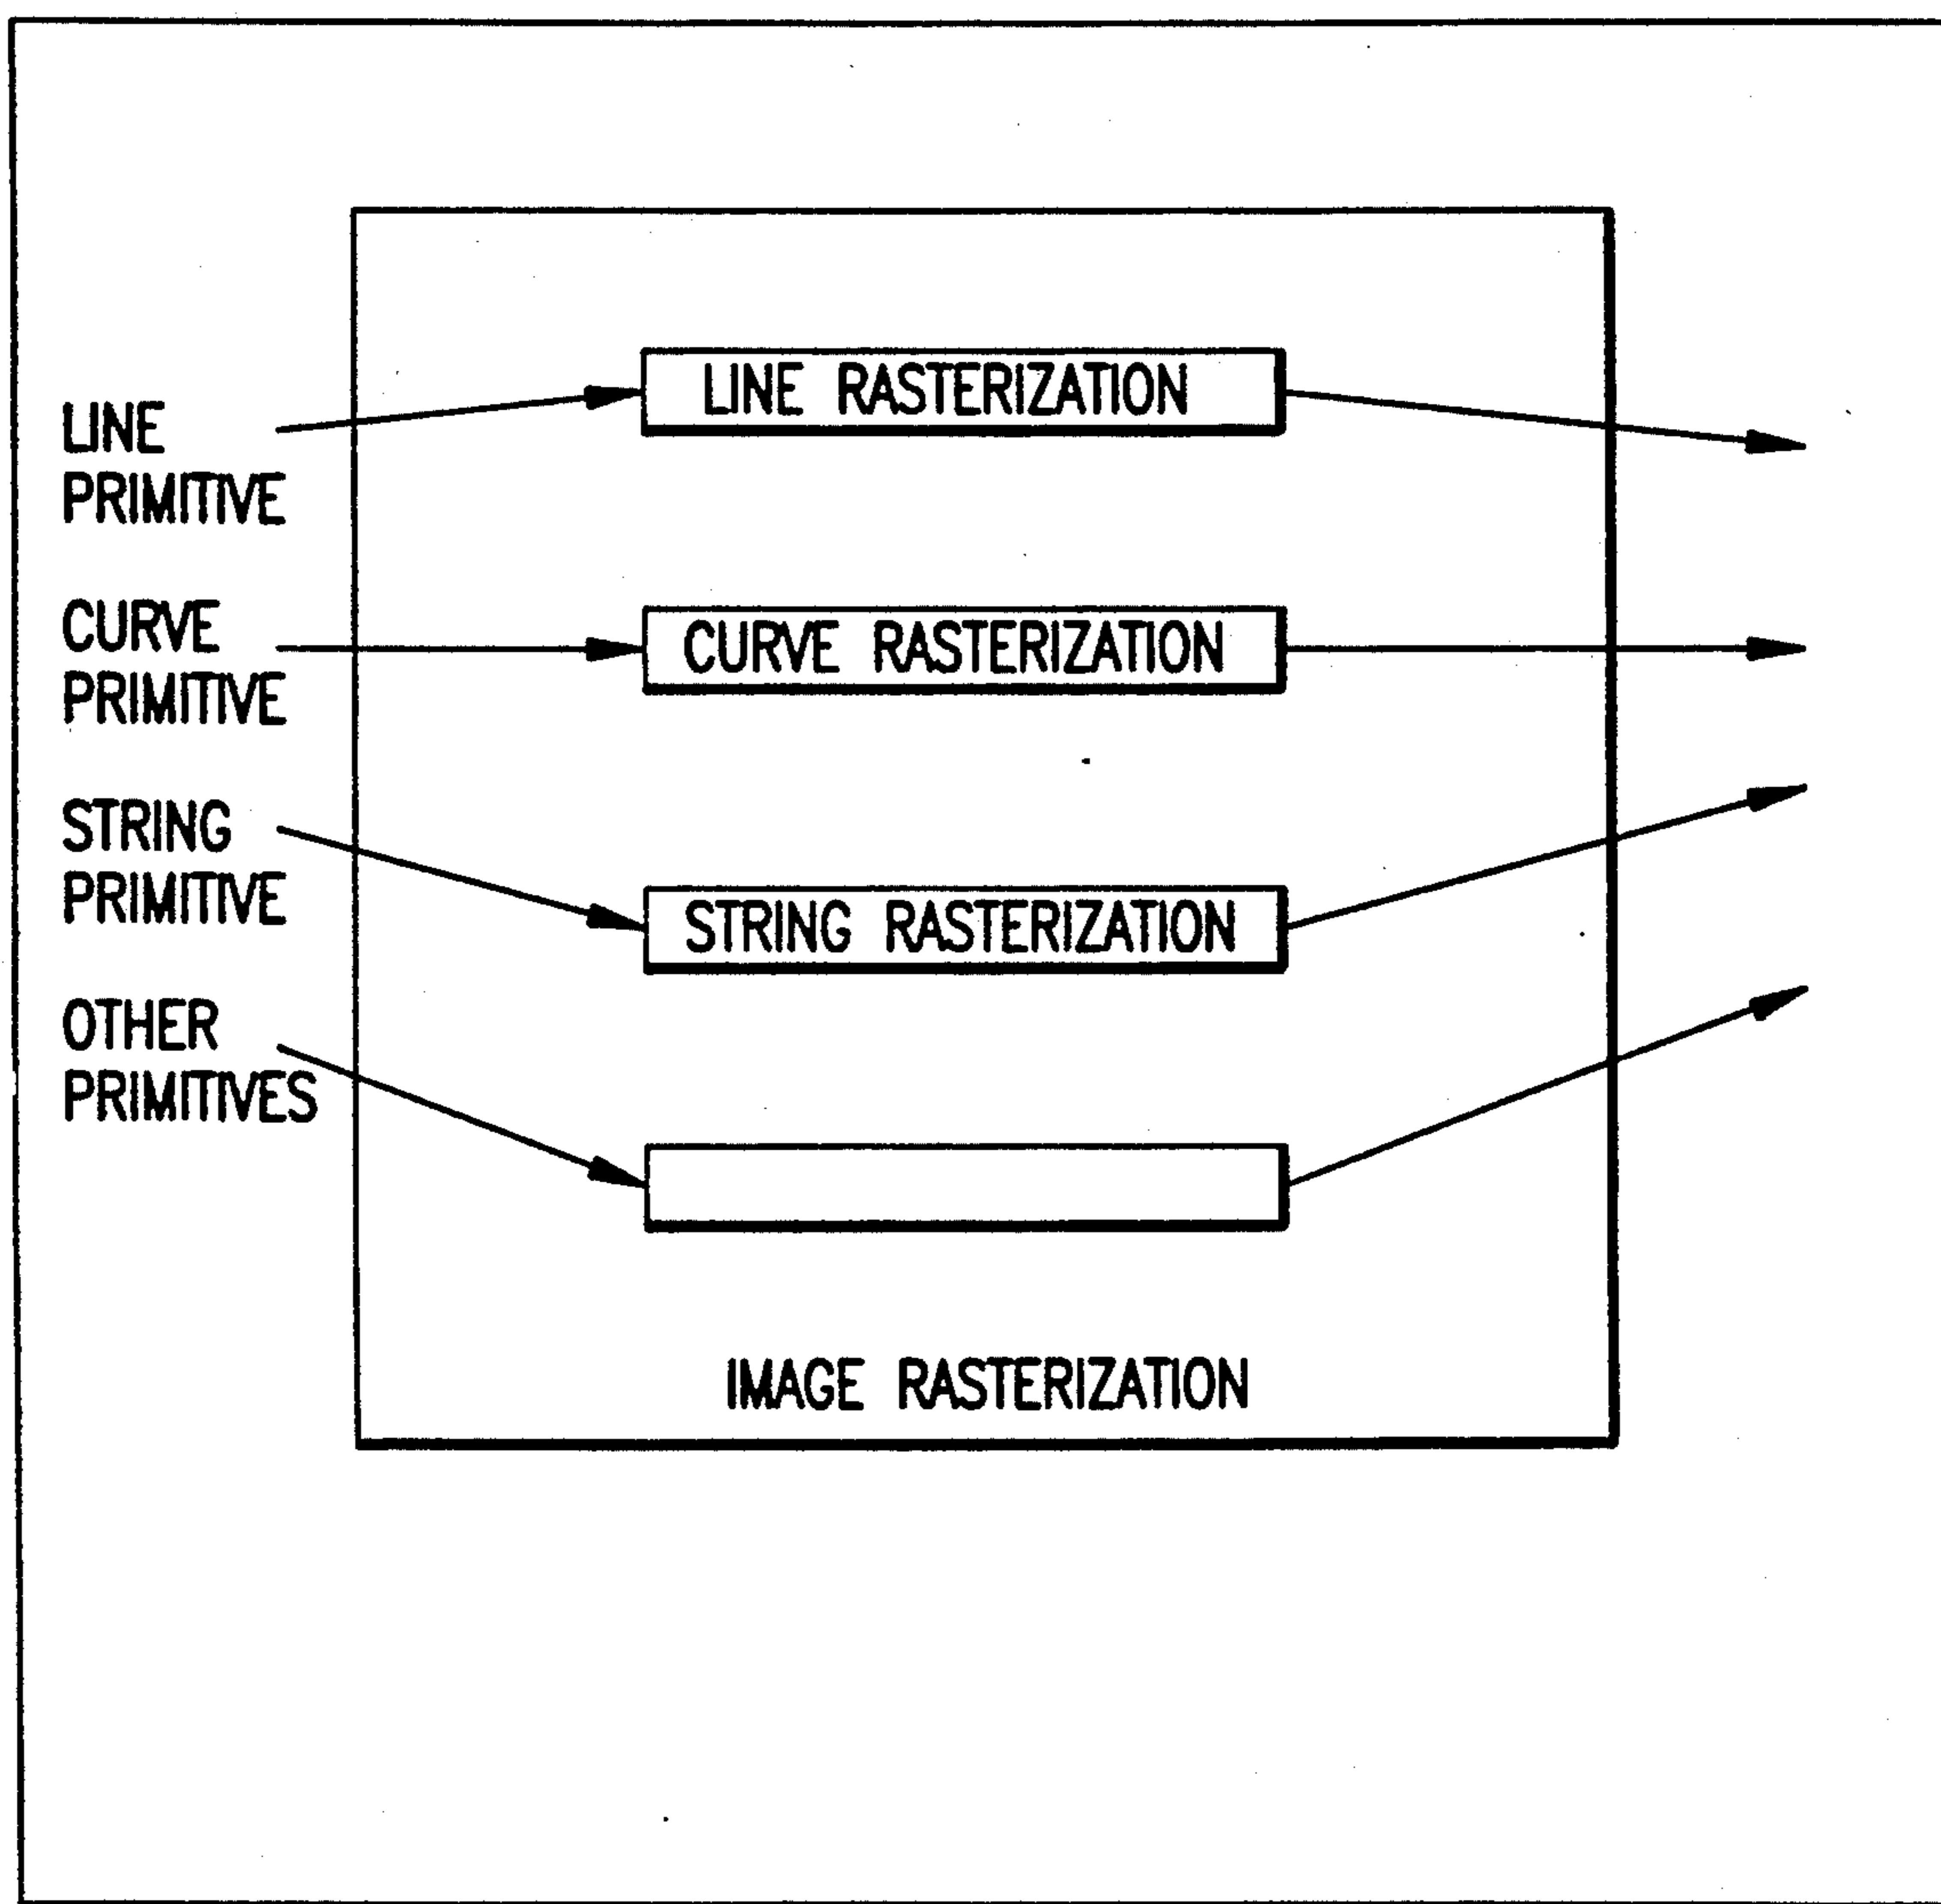 LINE
PRIMITIVE
LINE RASTERIZATION
CURVE
PRIMITIVE
CURVE RASTERIZATION
STRING
PRIMITIVE
STRING RASTERIZATION
OTHER
PRIMITIVES
IMAGE RASTERIZATION